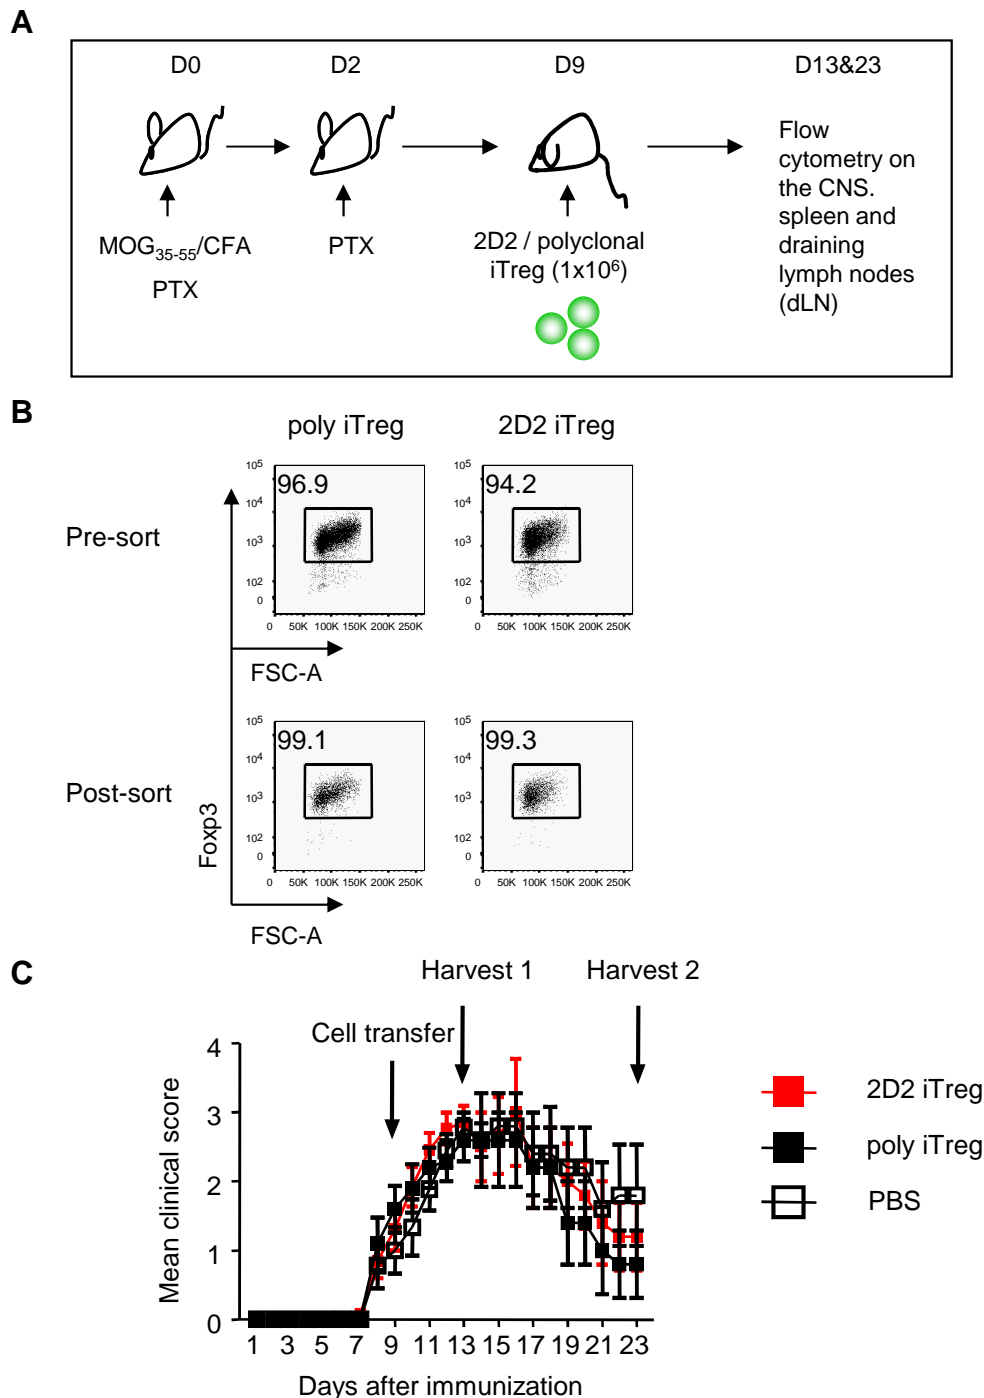 A
D0 D2 D9 D13&23
MOG35-55/CFA
PTX
PTX
2D2 / polyclonal
iTreg (1x10⁶)
Flow
cytometry on
the CNS.
spleen and
draining
lymph nodes
(dLN)
B
poly iTreg 2D2 iTreg
Pre-sort
10⁵
10⁴
10³
10²
0
96.9
0 50K 100K 150K 200K 250K
10⁵
10⁴
10³
10²
0
94.2
0 50K 100K 150K 200K 250K
FSC-A
Post-sort
10⁵
10⁴
10³
10²
0
99.1
0 50K 100K 150K 200K 250K
10⁵
10⁴
10³
10²
0
99.3
0 50K 100K 150K 200K 250K
Foxp3
FSC-A
C
Harvest 1 Harvest 2
Cell transfer
Mean clinical score
4
3
2
1
0
1 3 5 7 9 11 13 15 17 19 21 23
Days after immunization
2D2 iTreg
poly iTreg
PBS